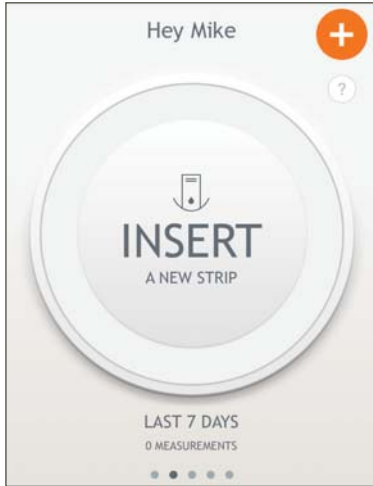 Hey Mike
?
INSERT
A NEW STRIP
LAST 7 DAYS
0 MEASUREMENTS